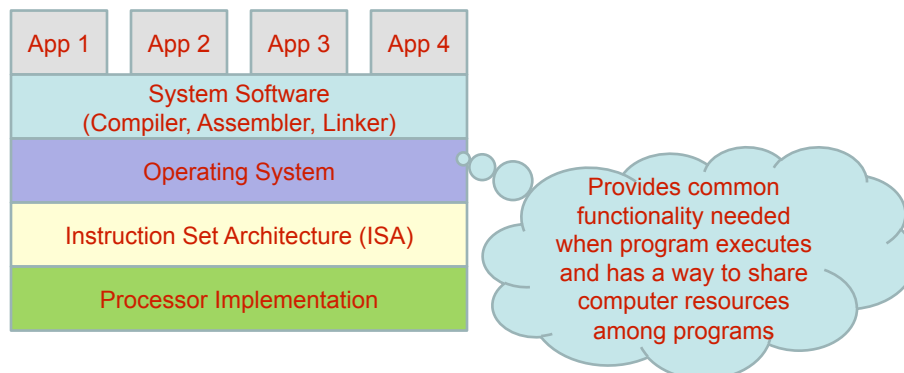 App 1 App 2 App 3 App 4
System Software
(Compiler, Assembler, Linker)
Operating System
Instruction Set Architecture (ISA)
Processor Implementation
Provides common
functionality needed
when program executes
and has a way to share
computer resources
among programs